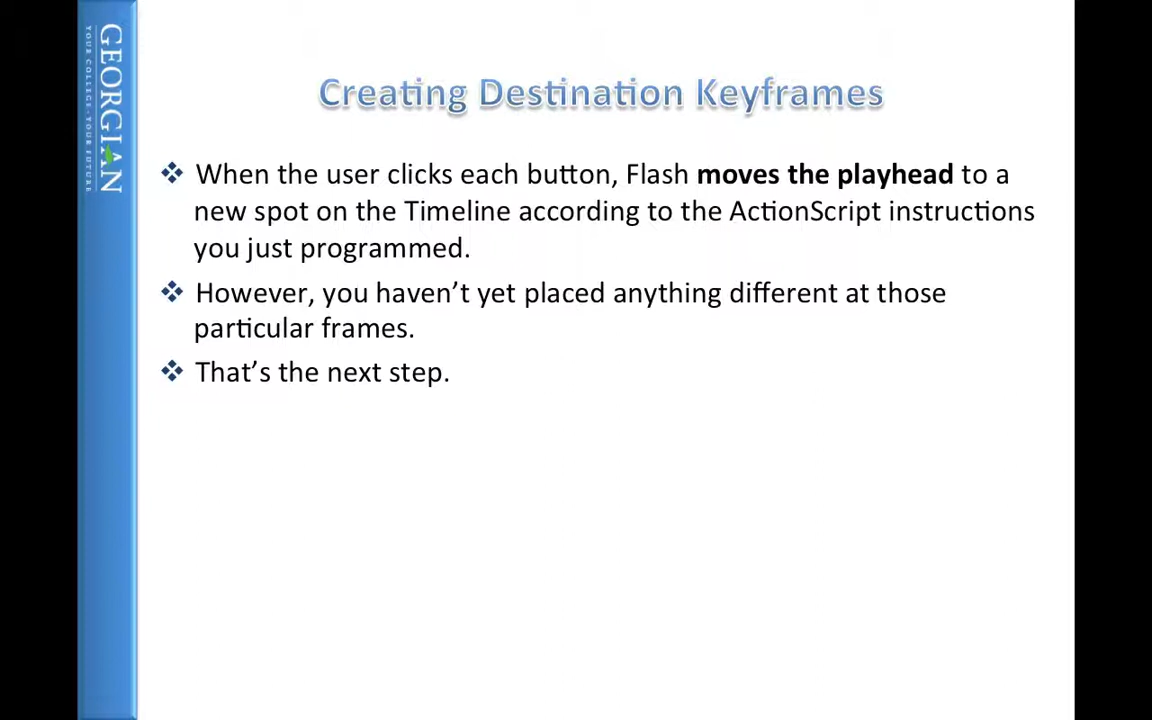 GEORGIAN
YOUR COLLEGE · YOUR FUTURE
Creating Destination Keyframes
❖ When the user clicks each button, Flash moves the playhead to a
new spot on the Timeline according to the ActionScript instructions
you just programmed.
❖ However, you haven’t yet placed anything different at those
particular frames.
❖ That’s the next step.